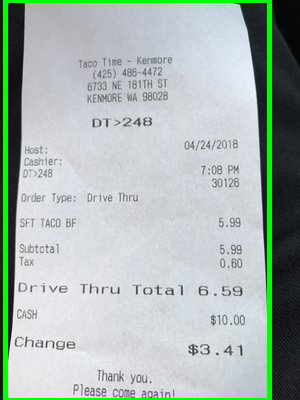 Taco Time - Kenmore
(425) 486-4472
6733 NE 181TH ST
KENMORE WA 98028
DT>248
Host: 04/24/2018
Cashier:
DT>248 7:08 PM
30126
Order Type: Drive Thru
SFT TACO BF 5.99
Subtotal 5.99
Tax 0.60
Drive Thru Total 6.59
CASH $10.00
Change $3.41
Thank you.
Please come again!